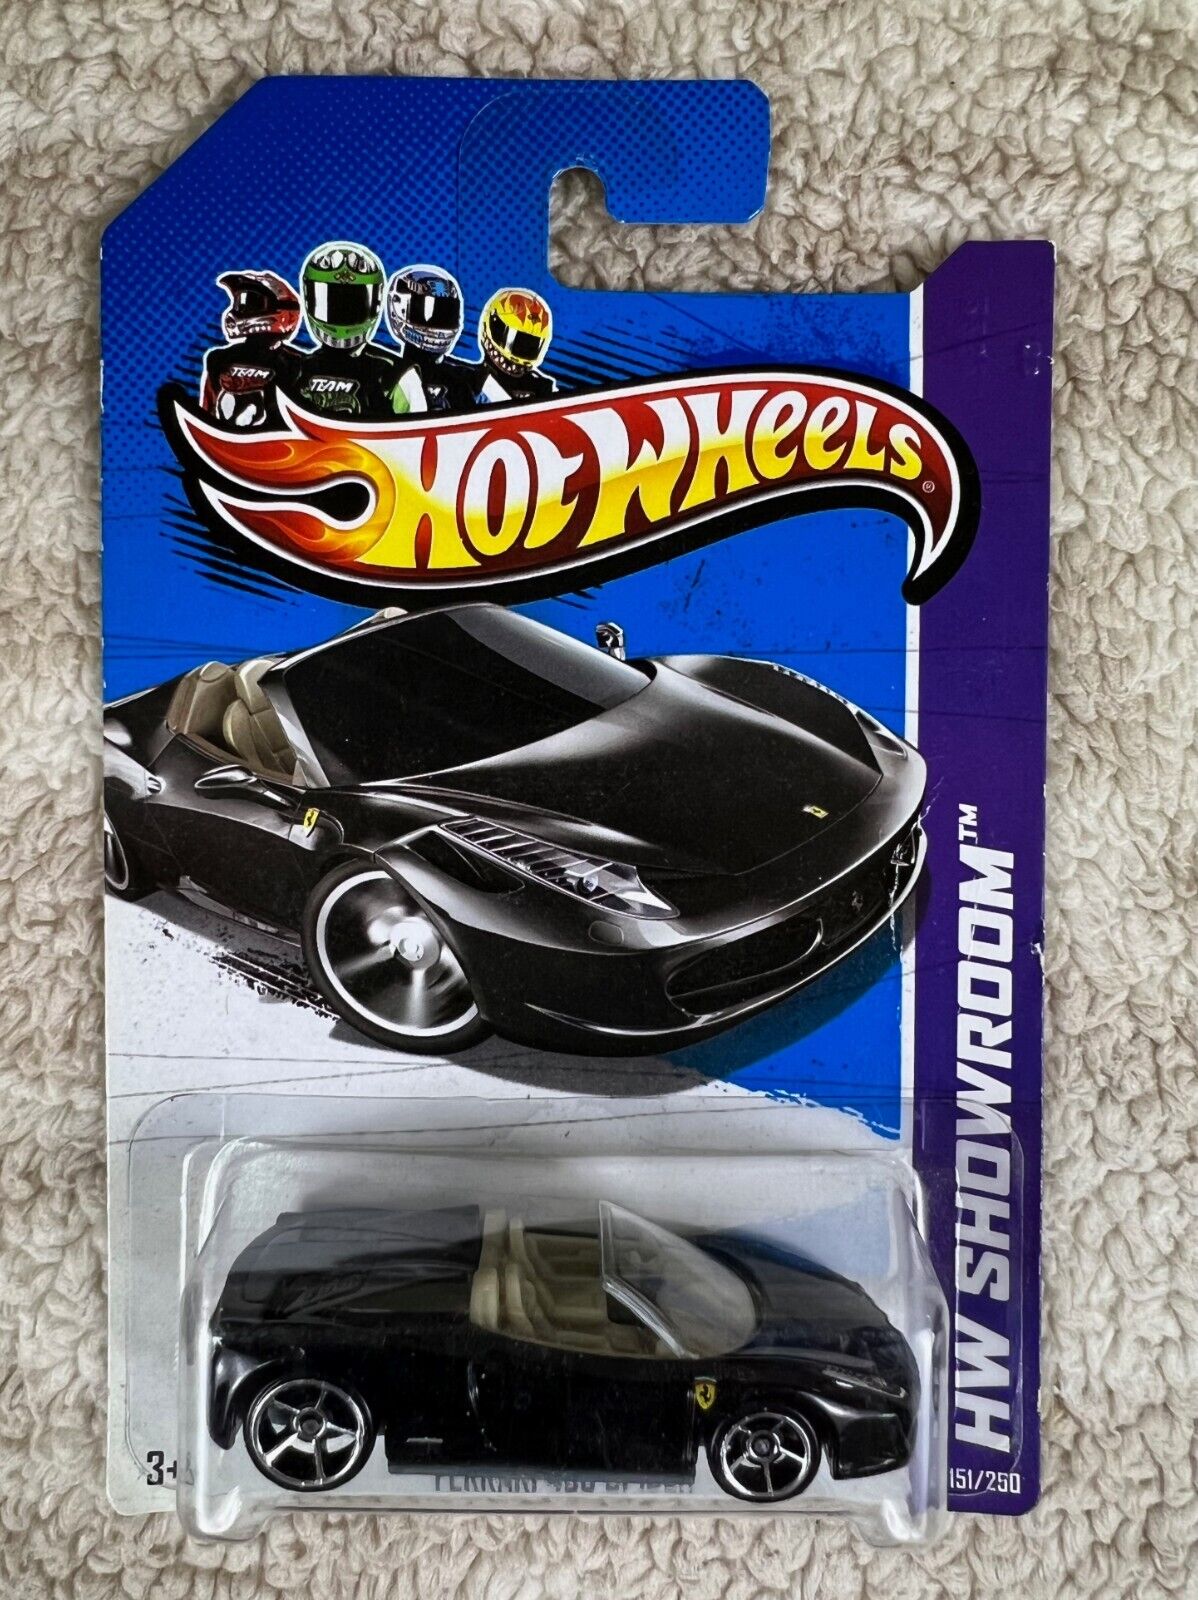 TEAM
TEAM
HOT WHEELS®
HW SHOWROOM™
3+
151/250